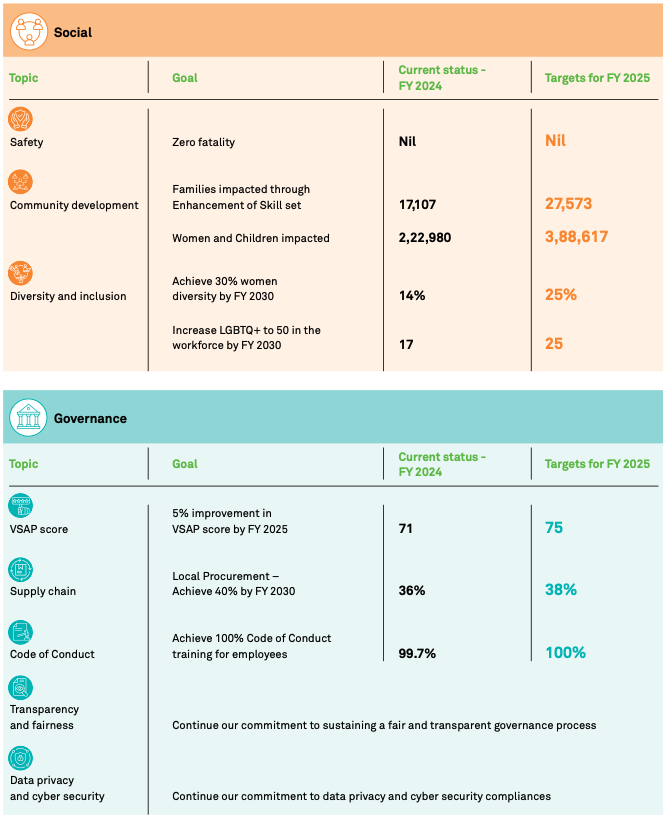 Social
Topic Goal Current status - FY 2024 Targets for FY 2025
Safety Zero fatality Nil Nil
Community development Families impacted through Enhancement of Skill set 17,107 27,573
Women and Children impacted 2,22,980 3,88,617
Diversity and inclusion Achieve 30% women diversity by FY 2030 14% 25%
Increase LGBTQ+ to 50 in the workforce by FY 2030 17 25
Governance
Topic Goal Current status - FY 2024 Targets for FY 2025
VSAP score 5% improvement in VSAP score by FY 2025 71 75
Supply chain Local Procurement – Achieve 40% by FY 2030 36% 38%
Code of Conduct Achieve 100% Code of Conduct training for employees 99.7% 100%
Transparency and fairness Continue our commitment to sustaining a fair and transparent governance process
Data privacy and cyber security Continue our commitment to data privacy and cyber security compliances